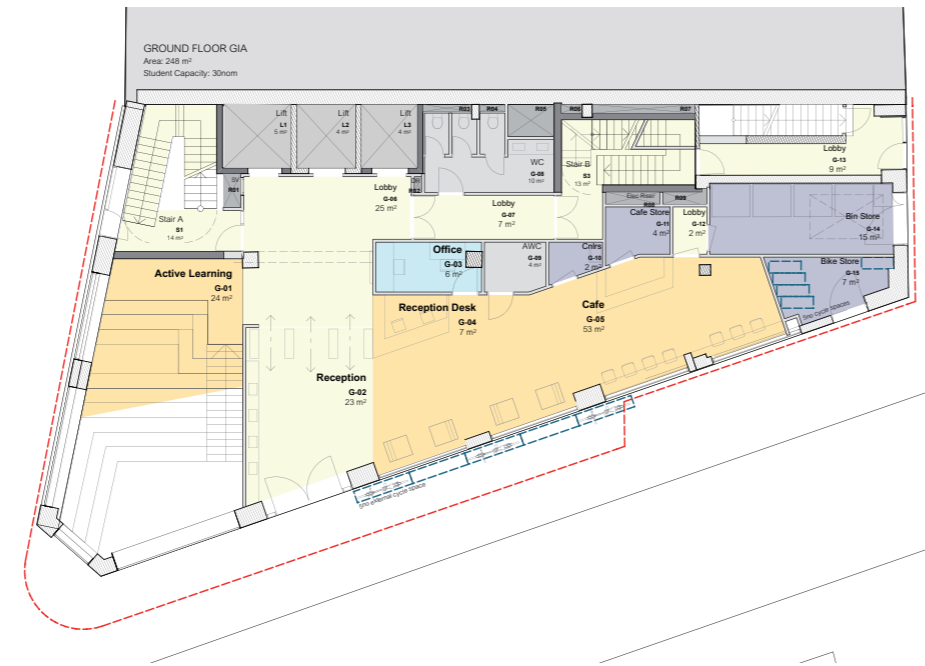 GROUND FLOOR GIA
Area: 248 m²
Student Capacity: 30nom
Lift
L1
5 m²
Lift
L2
4 m²
Lift
L3
4 m²
R03
R04
R05
R06
R07
WC
G-08
10 m²
Stair B
S3
13 m²
Lobby
G-13
9 m²
SV
R01
DR
R02
Lobby
G-06
25 m²
Lobby
G-07
7 m²
Elec Riser
R08
R09
Cafe Store
G-11
4 m²
Lobby
G-12
2 m²
Bin Store
G-14
15 m²
Stair A
S1
14 m²
Office
G-03
6 m²
AWC
G-09
4 m²
Cnlrs
G-10
2 m²
Bike Store
G-15
7 m²
5no cycle spaces
Active Learning
G-01
24 m²
Reception Desk
G-04
7 m²
Cafe
G-05
53 m²
Reception
G-02
23 m²
5no external cycle space